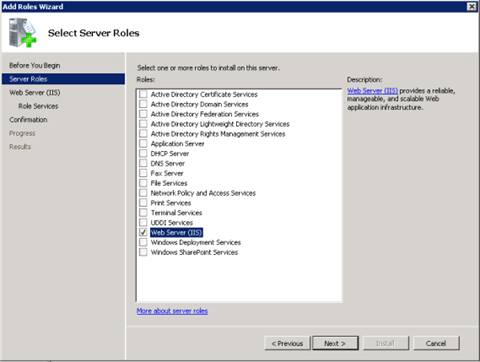 Add Roles Wizard
Select Server Roles
Before You Begin
Server Roles
Web Server (IIS)
Role Services
Confirmation
Progress
Results
Select one or more roles to install on this server.
Roles:
Active Directory Certificate Services
Active Directory Domain Services
Active Directory Federation Services
Active Directory Lightweight Directory Services
Active Directory Rights Management Services
Application Server
DHCP Server
DNS Server
Fax Server
File Services
Network Policy and Access Services
Print Services
Terminal Services
UDDI Services
Web Server (IIS)
Windows Deployment Services
Windows SharePoint Services
More about server roles
Description:
Web Server (IIS) provides a reliable,
manageable, and scalable Web
application infrastructure.
< Previous
Next >
Install
Cancel